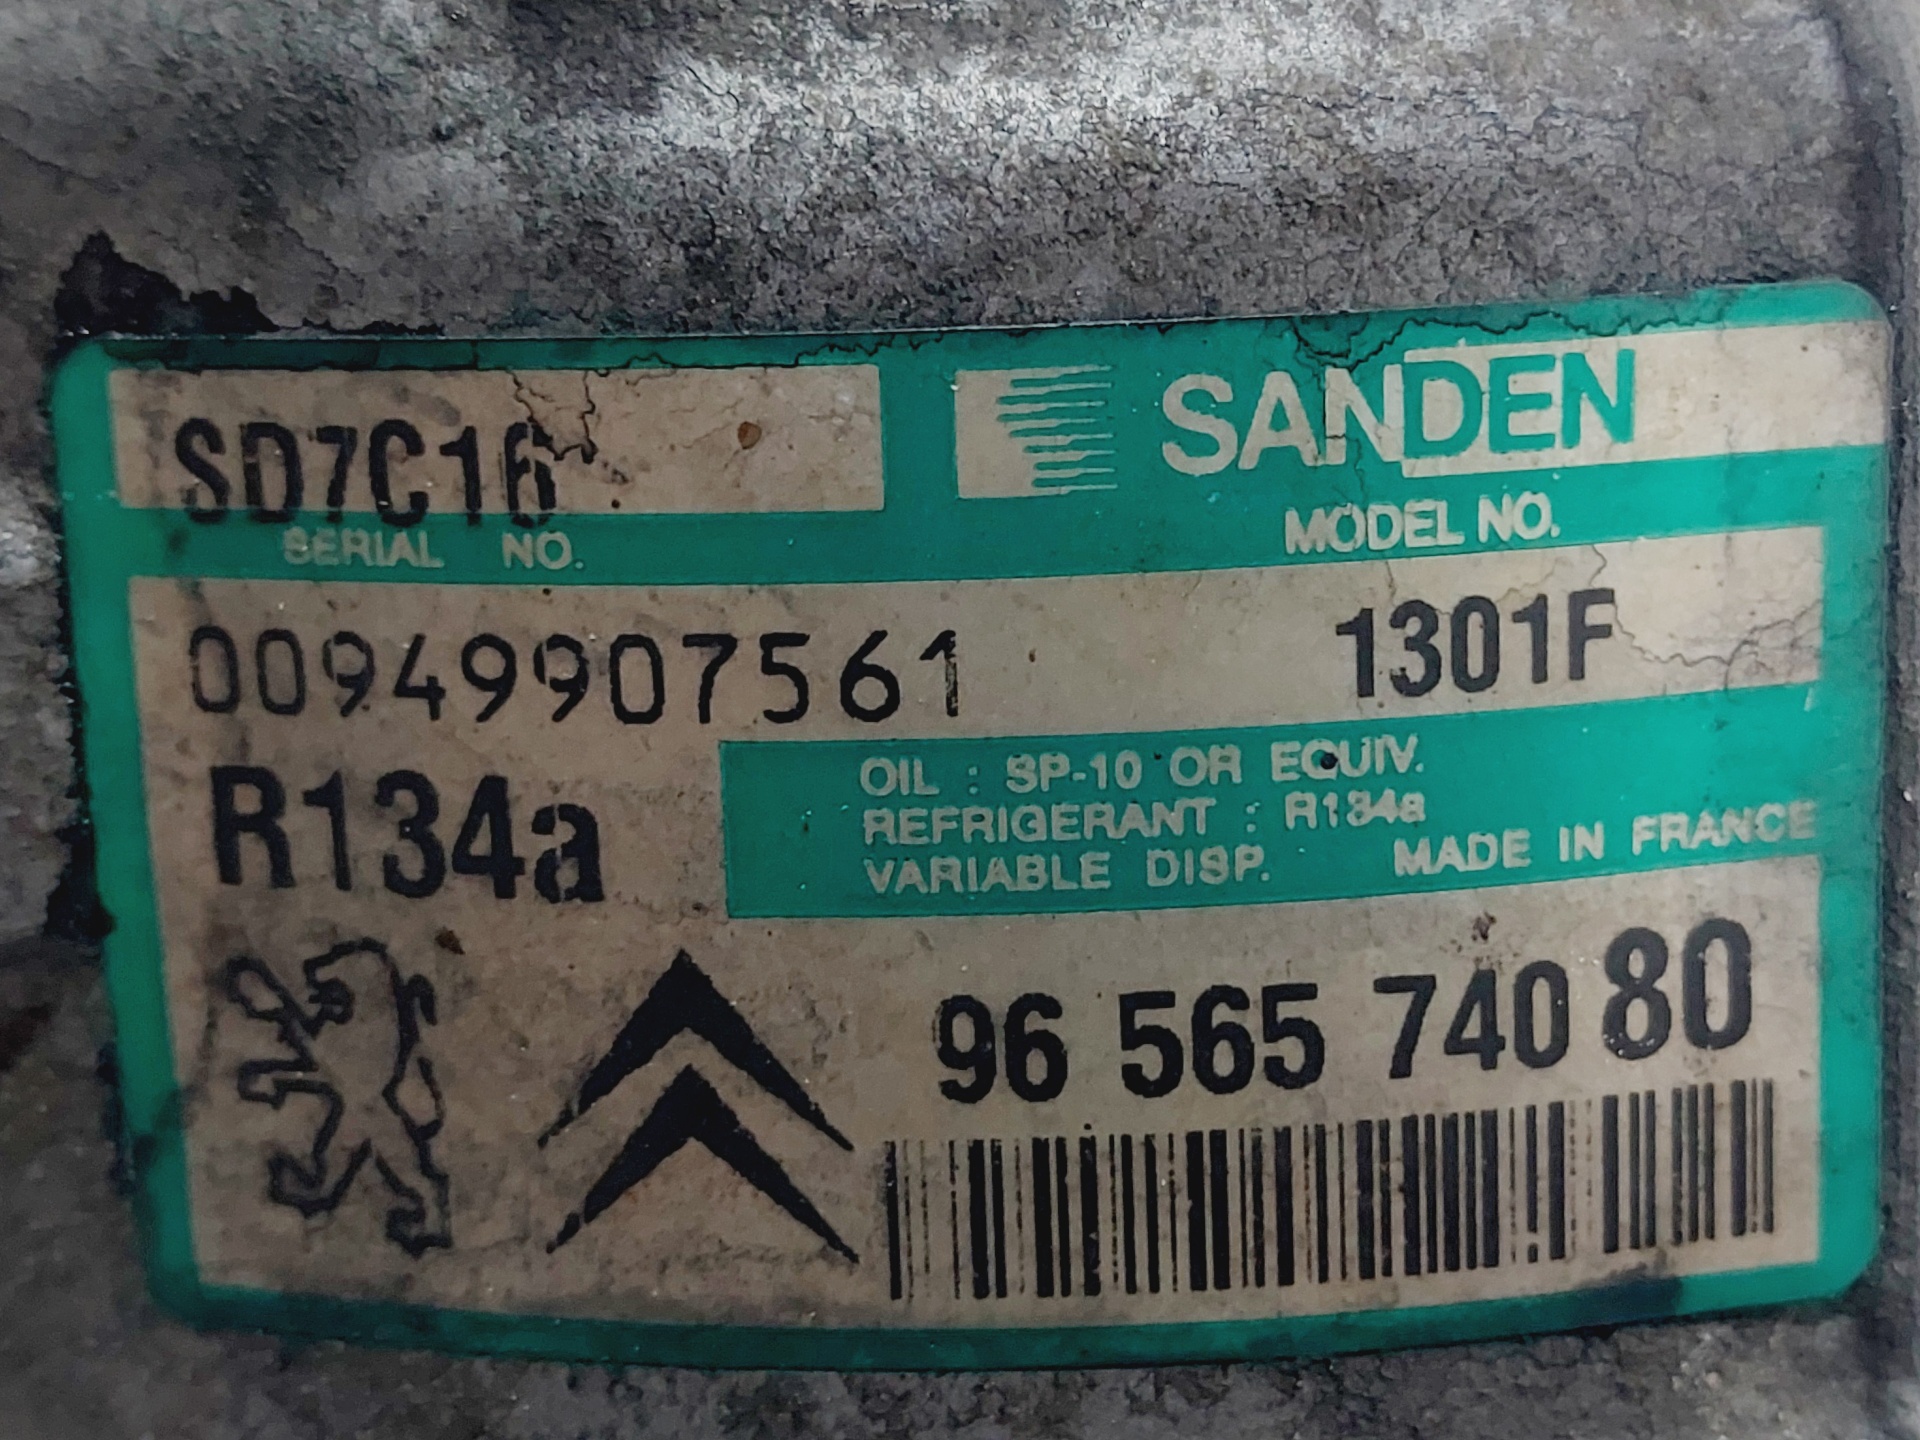 SD7C16
SANDEN
SERIAL NO.
MODEL NO.
00949907561
1301F
R134a
OIL : SP-10 OR EQUIV.
REFRIGERANT : R134a
VARIABLE DISP.
MADE IN FRANCE
96 565 740 80